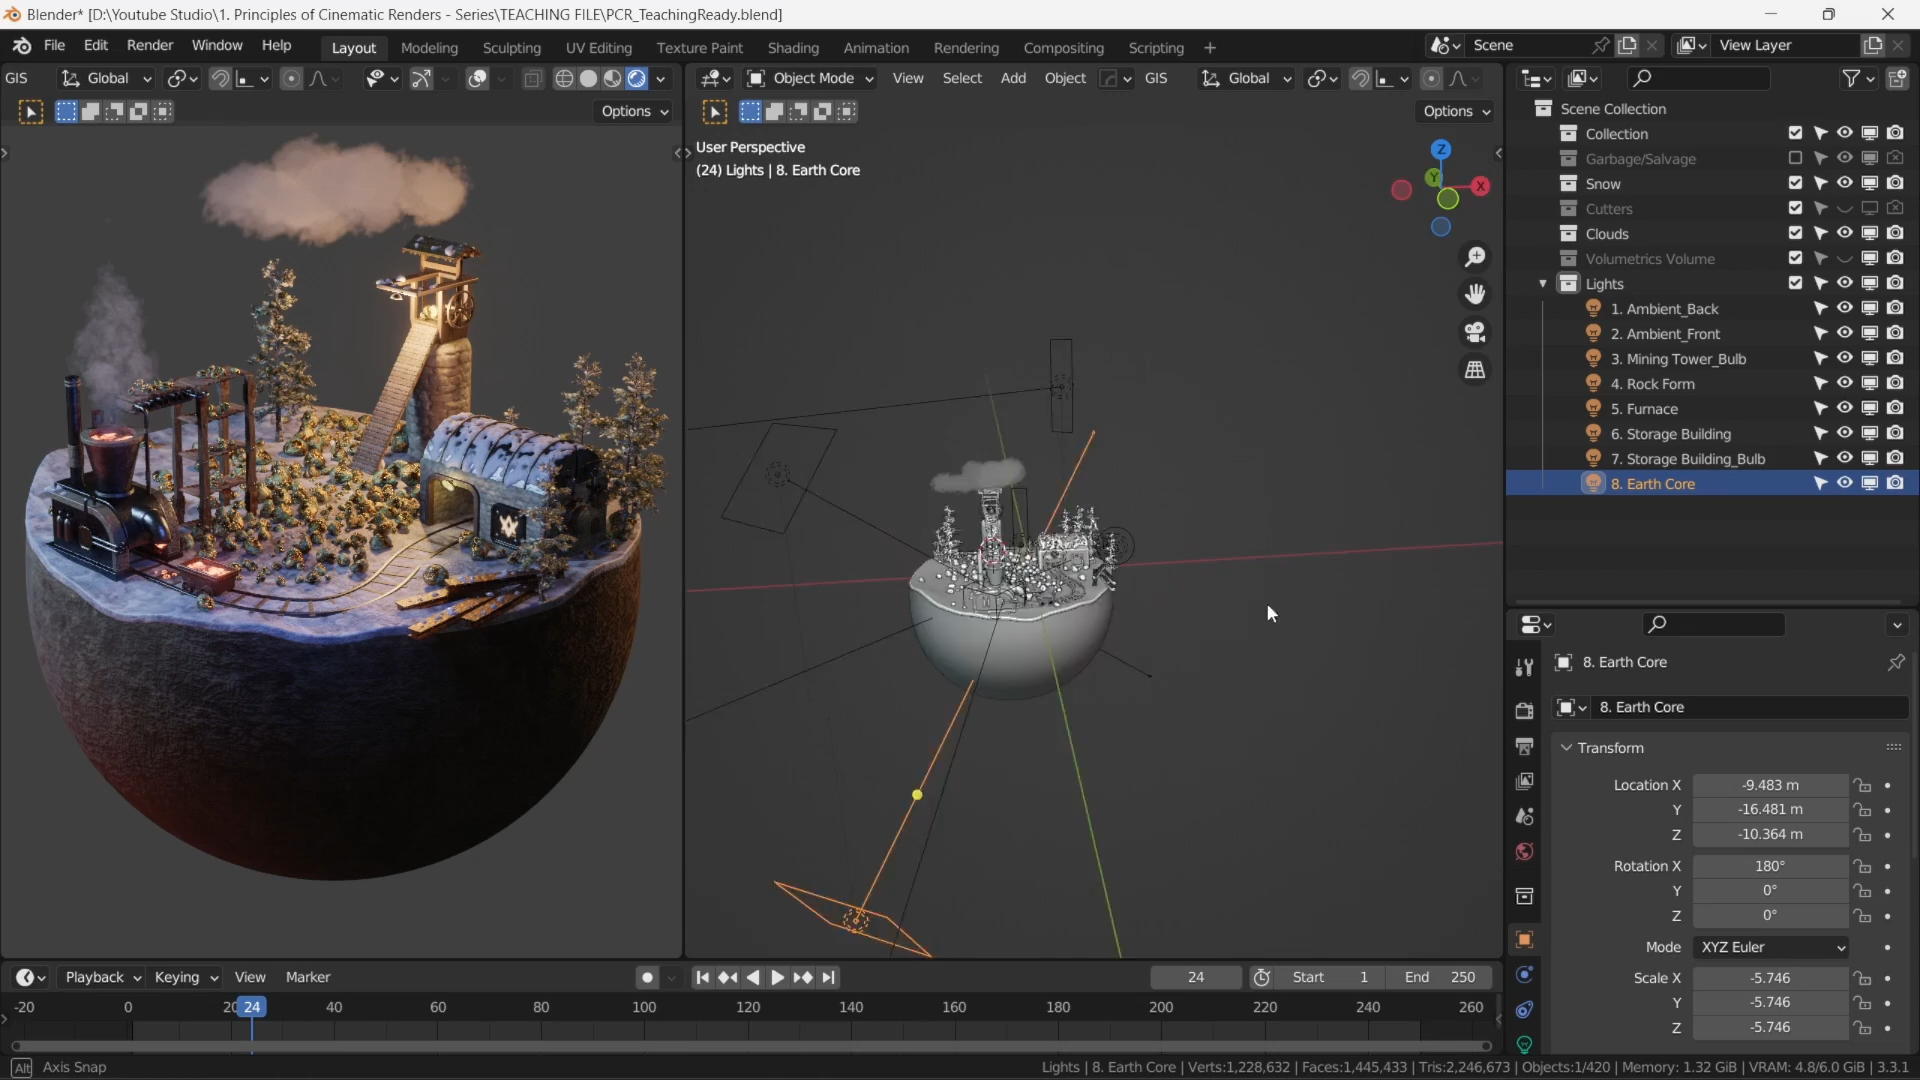 Blender* [D:\Youtube Studio\1. Principles of Cinematic Renders - Series\TEACHING FILE\PCR_TeachingReady.blend]
File Edit Render Window Help Layout Modeling Sculpting UV Editing Texture Paint Shading Animation Rendering Compositing Scripting + Scene View Layer
GIS Global Object Mode View Select Add Object GIS Global
Options Options
User Perspective
(24) Lights | 8. Earth Core
Z
Y
X
Scene Collection
Collection
Garbage/Salvage
Snow
Cutters
Clouds
Volumetrics Volume
Lights
1. Ambient_Back
2. Ambient_Front
3. Mining Tower_Bulb
4. Rock Form
5. Furnace
6. Storage Building
7. Storage Building_Bulb
8. Earth Core
8. Earth Core
8. Earth Core
Transform
Location X -9.483 m
Y -16.481 m
Z -10.364 m
Rotation X 180°
Y 0°
Z 0°
Mode XYZ Euler
Scale X -5.746
Y -5.746
Z -5.746
Playback Keying View Marker 24 Start 1 End 250
-20 0 20 24 40 60 80 100 120 140 160 180 200 220 240 260
Alt Axis Snap
Lights | 8. Earth Core | Verts:1,228,632 | Faces:1,445,433 | Tris:2,246,673 | Objects:1/420 | Memory: 1.32 GiB | VRAM: 4.8/6.0 GiB | 3.3.1